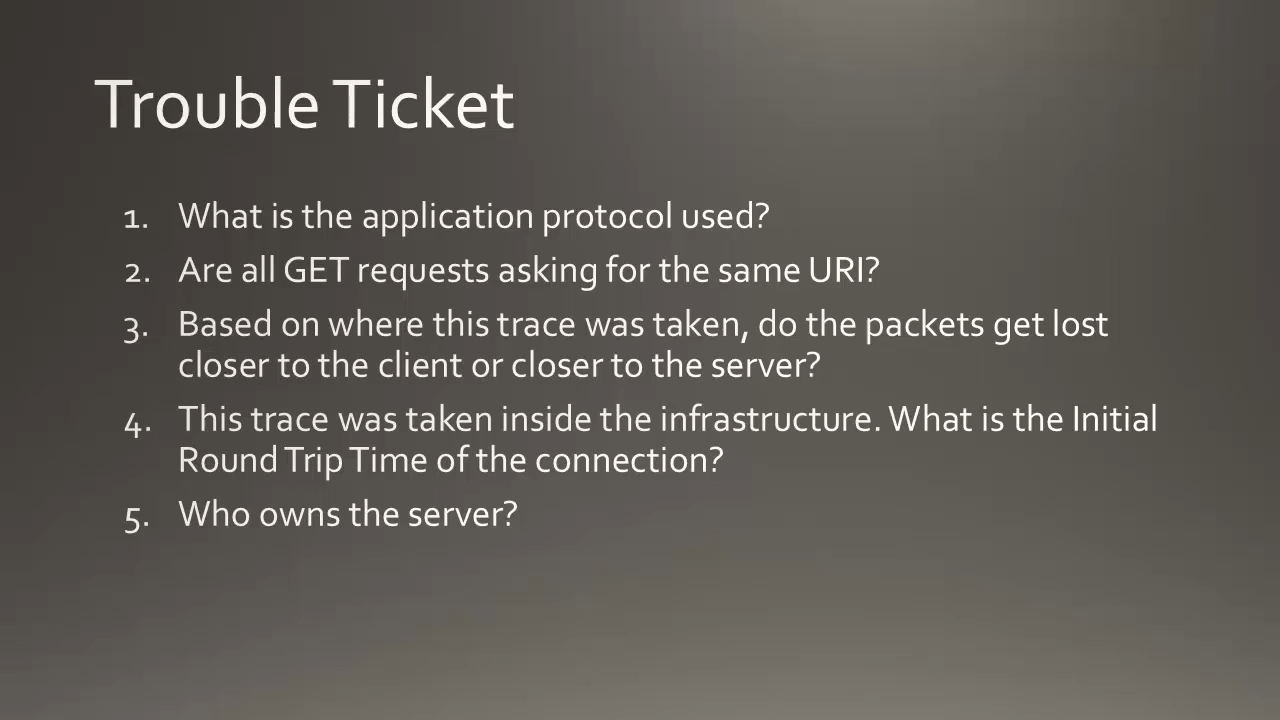 Trouble Ticket
1. What is the application protocol used?
2. Are all GET requests asking for the same URI?
3. Based on where this trace was taken, do the packets get lost
closer to the client or closer to the server?
4. This trace was taken inside the infrastructure. What is the Initial
Round Trip Time of the connection?
5. Who owns the server?